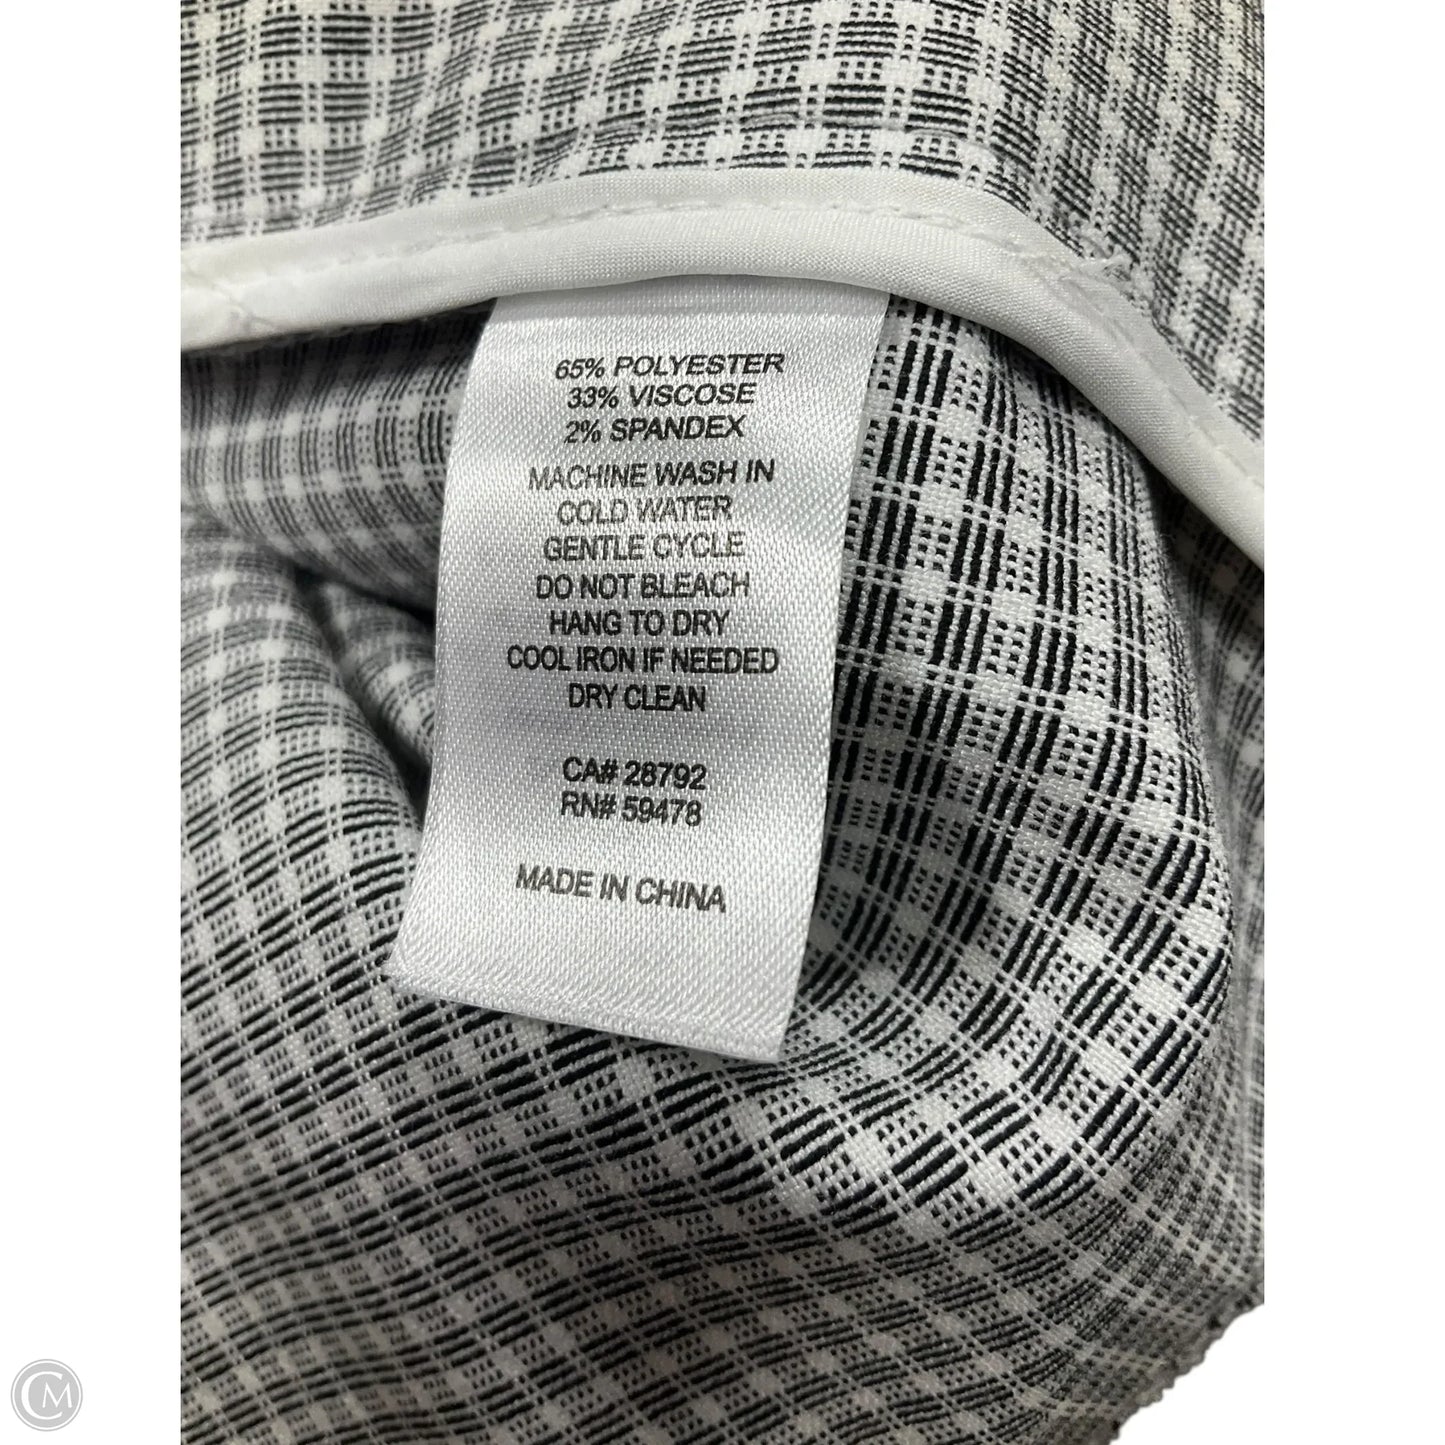 65% POLYESTER
33% VISCOSE
2% SPANDEX
MACHINE WASH IN
COLD WATER
GENTLE CYCLE
DO NOT BLEACH
HANG TO DRY
COOL IRON IF NEEDED
DRY CLEAN
CA# 28792
RN# 59478
MADE IN CHINA
CM